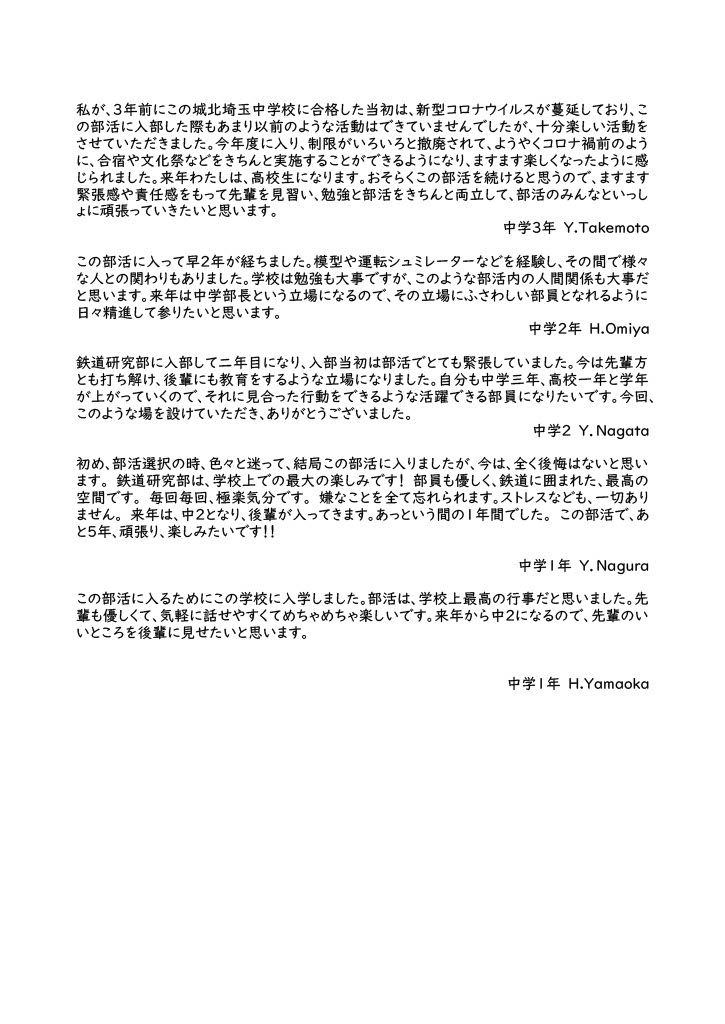 私が、3年前にこの城北埼玉中学校に合格した当初は、新型コロナウイルスが蔓延しており、こ
の部活に入部した際もあまり以前のような活動はできていませんでしたが、十分楽しい活動を
させていただきました。今年度に入り、制限がいろいろと撤廃されて、ようやくコロナ禍前のよう
に、合宿や文化祭などをきちんと実施することができるようになり、ますます楽しくなったように感
じられました。来年わたしは、高校生になります。おそらくこの部活を続けると思うので、ますます
緊張感や責任感をもって先輩を見習い、勉強と部活をきちんと両立して、部活のみんなといっし
ょに頑張っていきたいと思います。
中学3年 Y.Takemoto
この部活に入って早2年が経ちました。模型や運転シュミレーターなどを経験し、その間で様々
な人との関わりもありました。学校は勉強も大事ですが、このような部活内の人間関係も大事だ
と思います。来年は中学部長という立場になるので、その立場にふさわしい部員となれるように
日々精進して参りたいと思います。
中学2年 H.Omiya
鉄道研究部に入部して二年目になり、入部当初は部活でとても緊張していました。今は先輩方
とも打ち解け、後輩にも教育をするような立場になりました。自分も中学三年、高校一年と学年
が上がっていくので、それに見合った行動をできるような活躍できる部員になりたいです。今回、
このような場を設けていただき、ありがとうございました。
中学2 Y.Nagata
初め、部活選択の時、色々と迷って、結局この部活に入りましたが、今は、全く後悔はないと思い
ます。 鉄道研究部は、学校上での最大の楽しみです! 部員も優しく、鉄道に囲まれた、最高の
空間です。 毎回毎回、極楽気分です。 嫌なことを全て忘れられます。ストレスなども、一切あり
ません。 来年は、中2となり、後輩が入ってきます。あっという間の1年間でした。 この部活で、あ
と5年、頑張り、楽しみたいです!!
中学1年 Y.Nagura
この部活に入るためにこの学校に入学しました。部活は、学校上最高の行事だと思いました。先
輩も優しくて、気軽に話せやすくてめちゃめちゃ楽しいです。来年から中2になるので、先輩のい
いところを後輩に見せたいと思います。
中学1年 H.Yamaoka